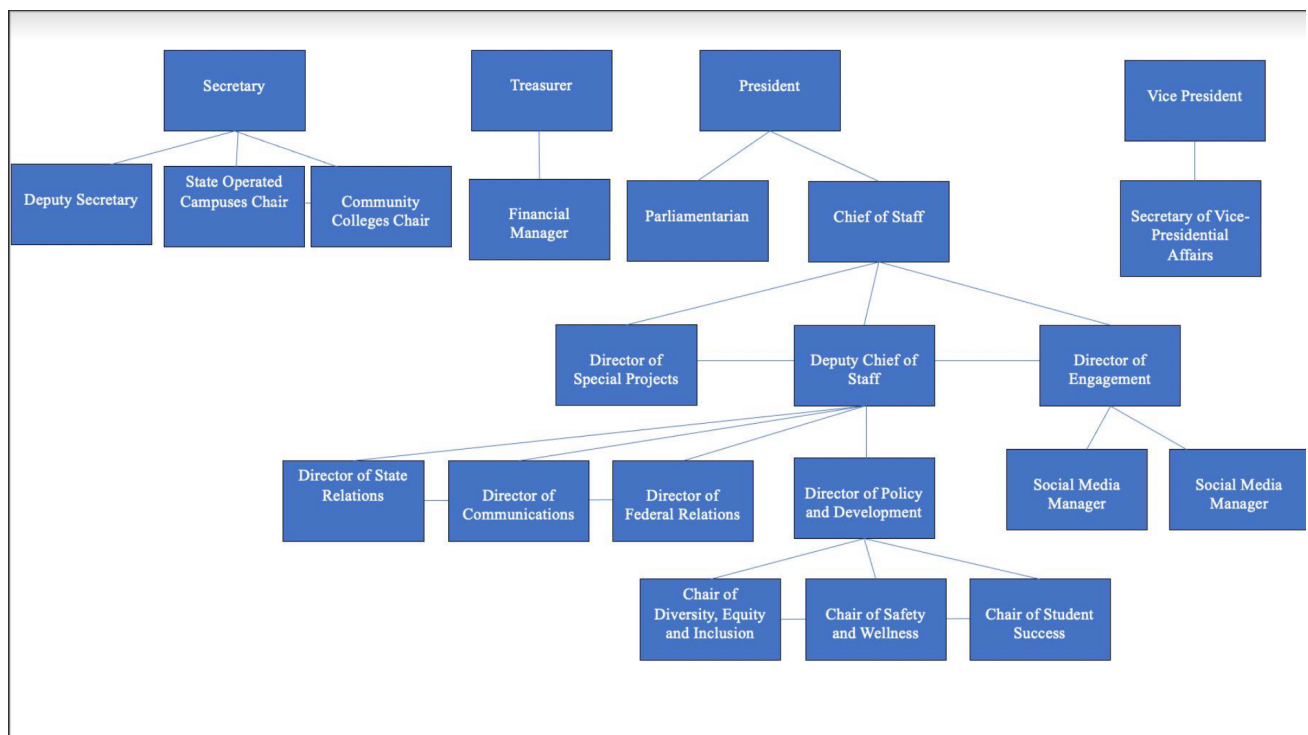 Secretary
Treasurer
President
Vice President
Deputy Secretary
State Operated
Campuses Chair
Community
Colleges Chair
Financial
Manager
Parliamentarian
Chief of Staff
Secretary of Vice-
Presidential
Affairs
Director of
Special Projects
Deputy Chief of
Staff
Director of
Engagement
Director of State
Relations
Director of
Communications
Director of
Federal Relations
Director of Policy
and Development
Social Media
Manager
Social Media
Manager
Chair of
Diversity, Equity
and Inclusion
Chair of Safety
and Wellness
Chair of Student
Success